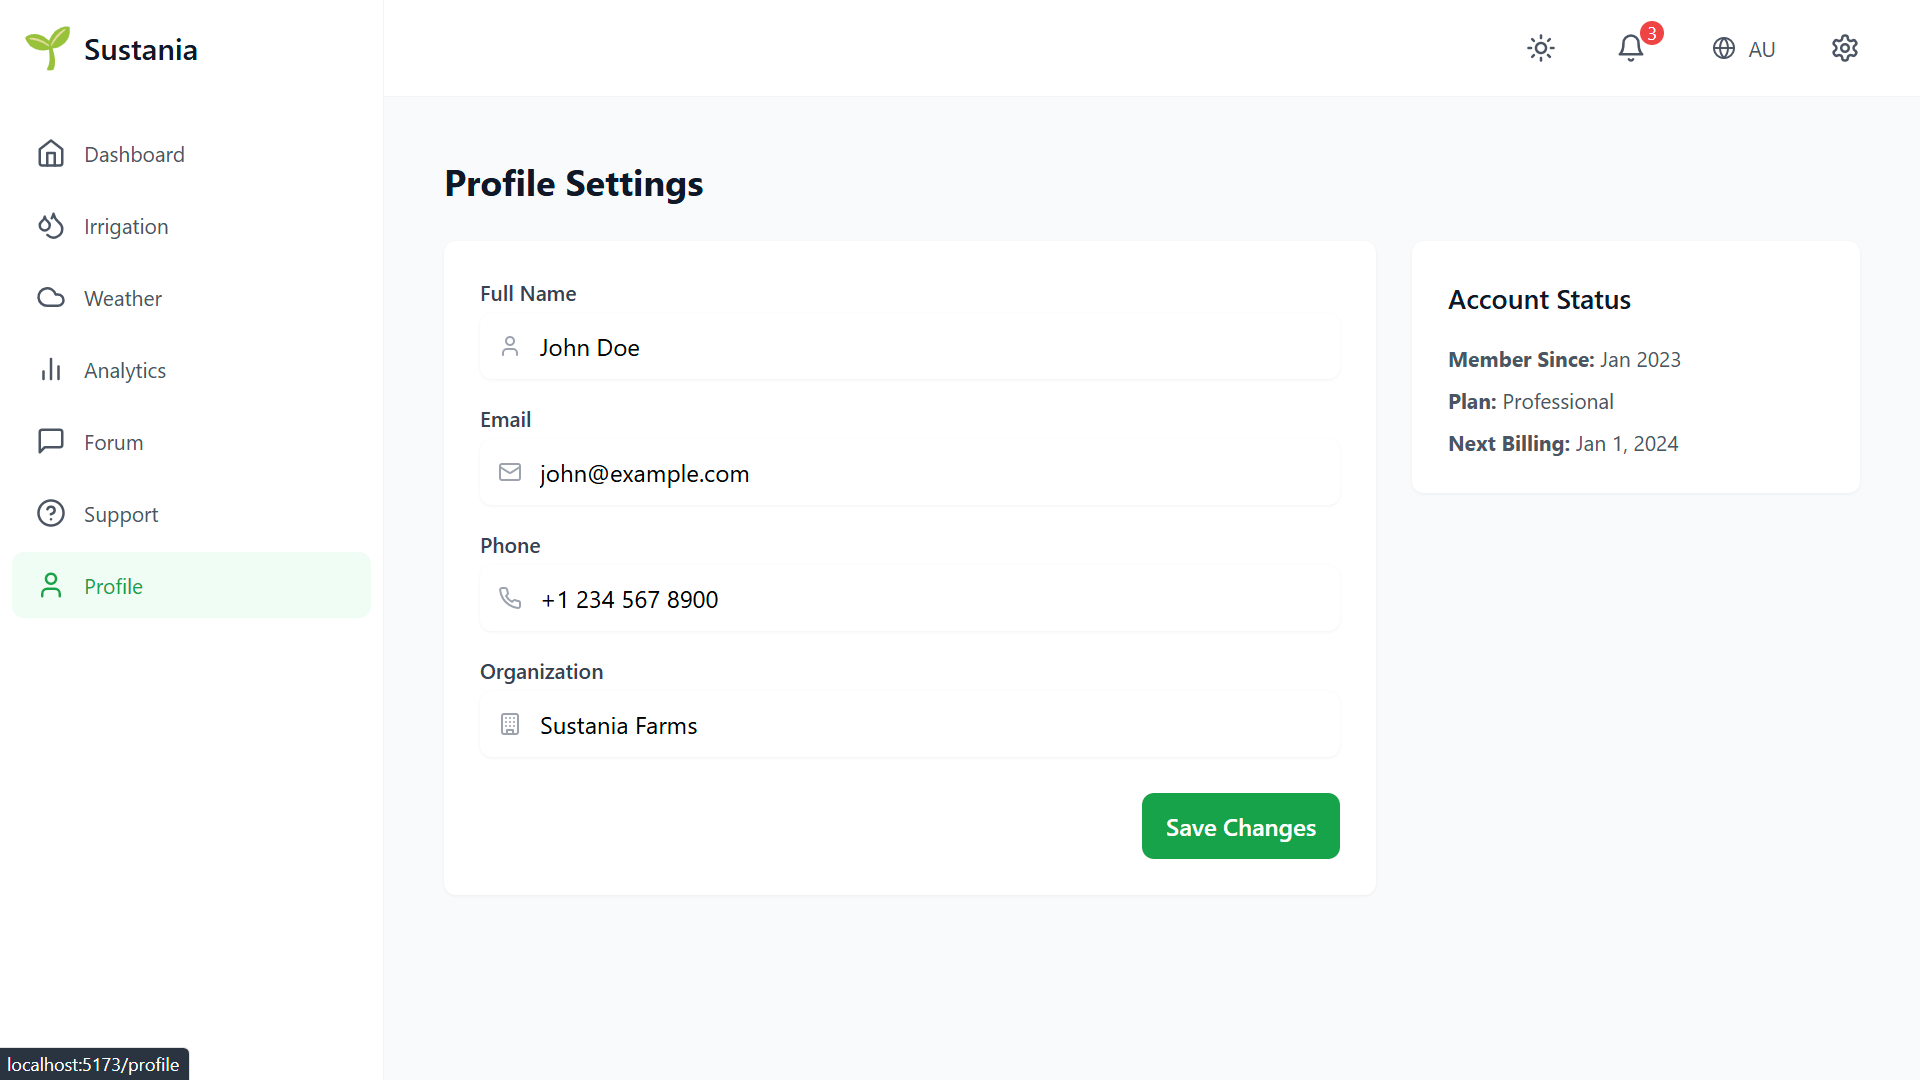 Sustania
3
AU
Dashboard
Irrigation
Weather
Analytics
Forum
Support
Profile
Profile Settings
Full Name
John Doe
Email
john@example.com
Phone
+1 234 567 8900
Organization
Sustania Farms
Save Changes
Account Status
Member Since: Jan 2023
Plan: Professional
Next Billing: Jan 1, 2024
localhost:5173/profile